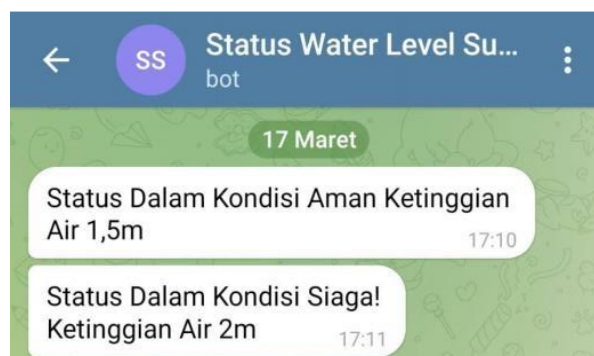 SS
Status Water Level Su...
bot
17 Maret
Status Dalam Kondisi Aman Ketinggian
Air 1,5m
17:10
Status Dalam Kondisi Siaga!
Ketinggian Air 2m
17:11